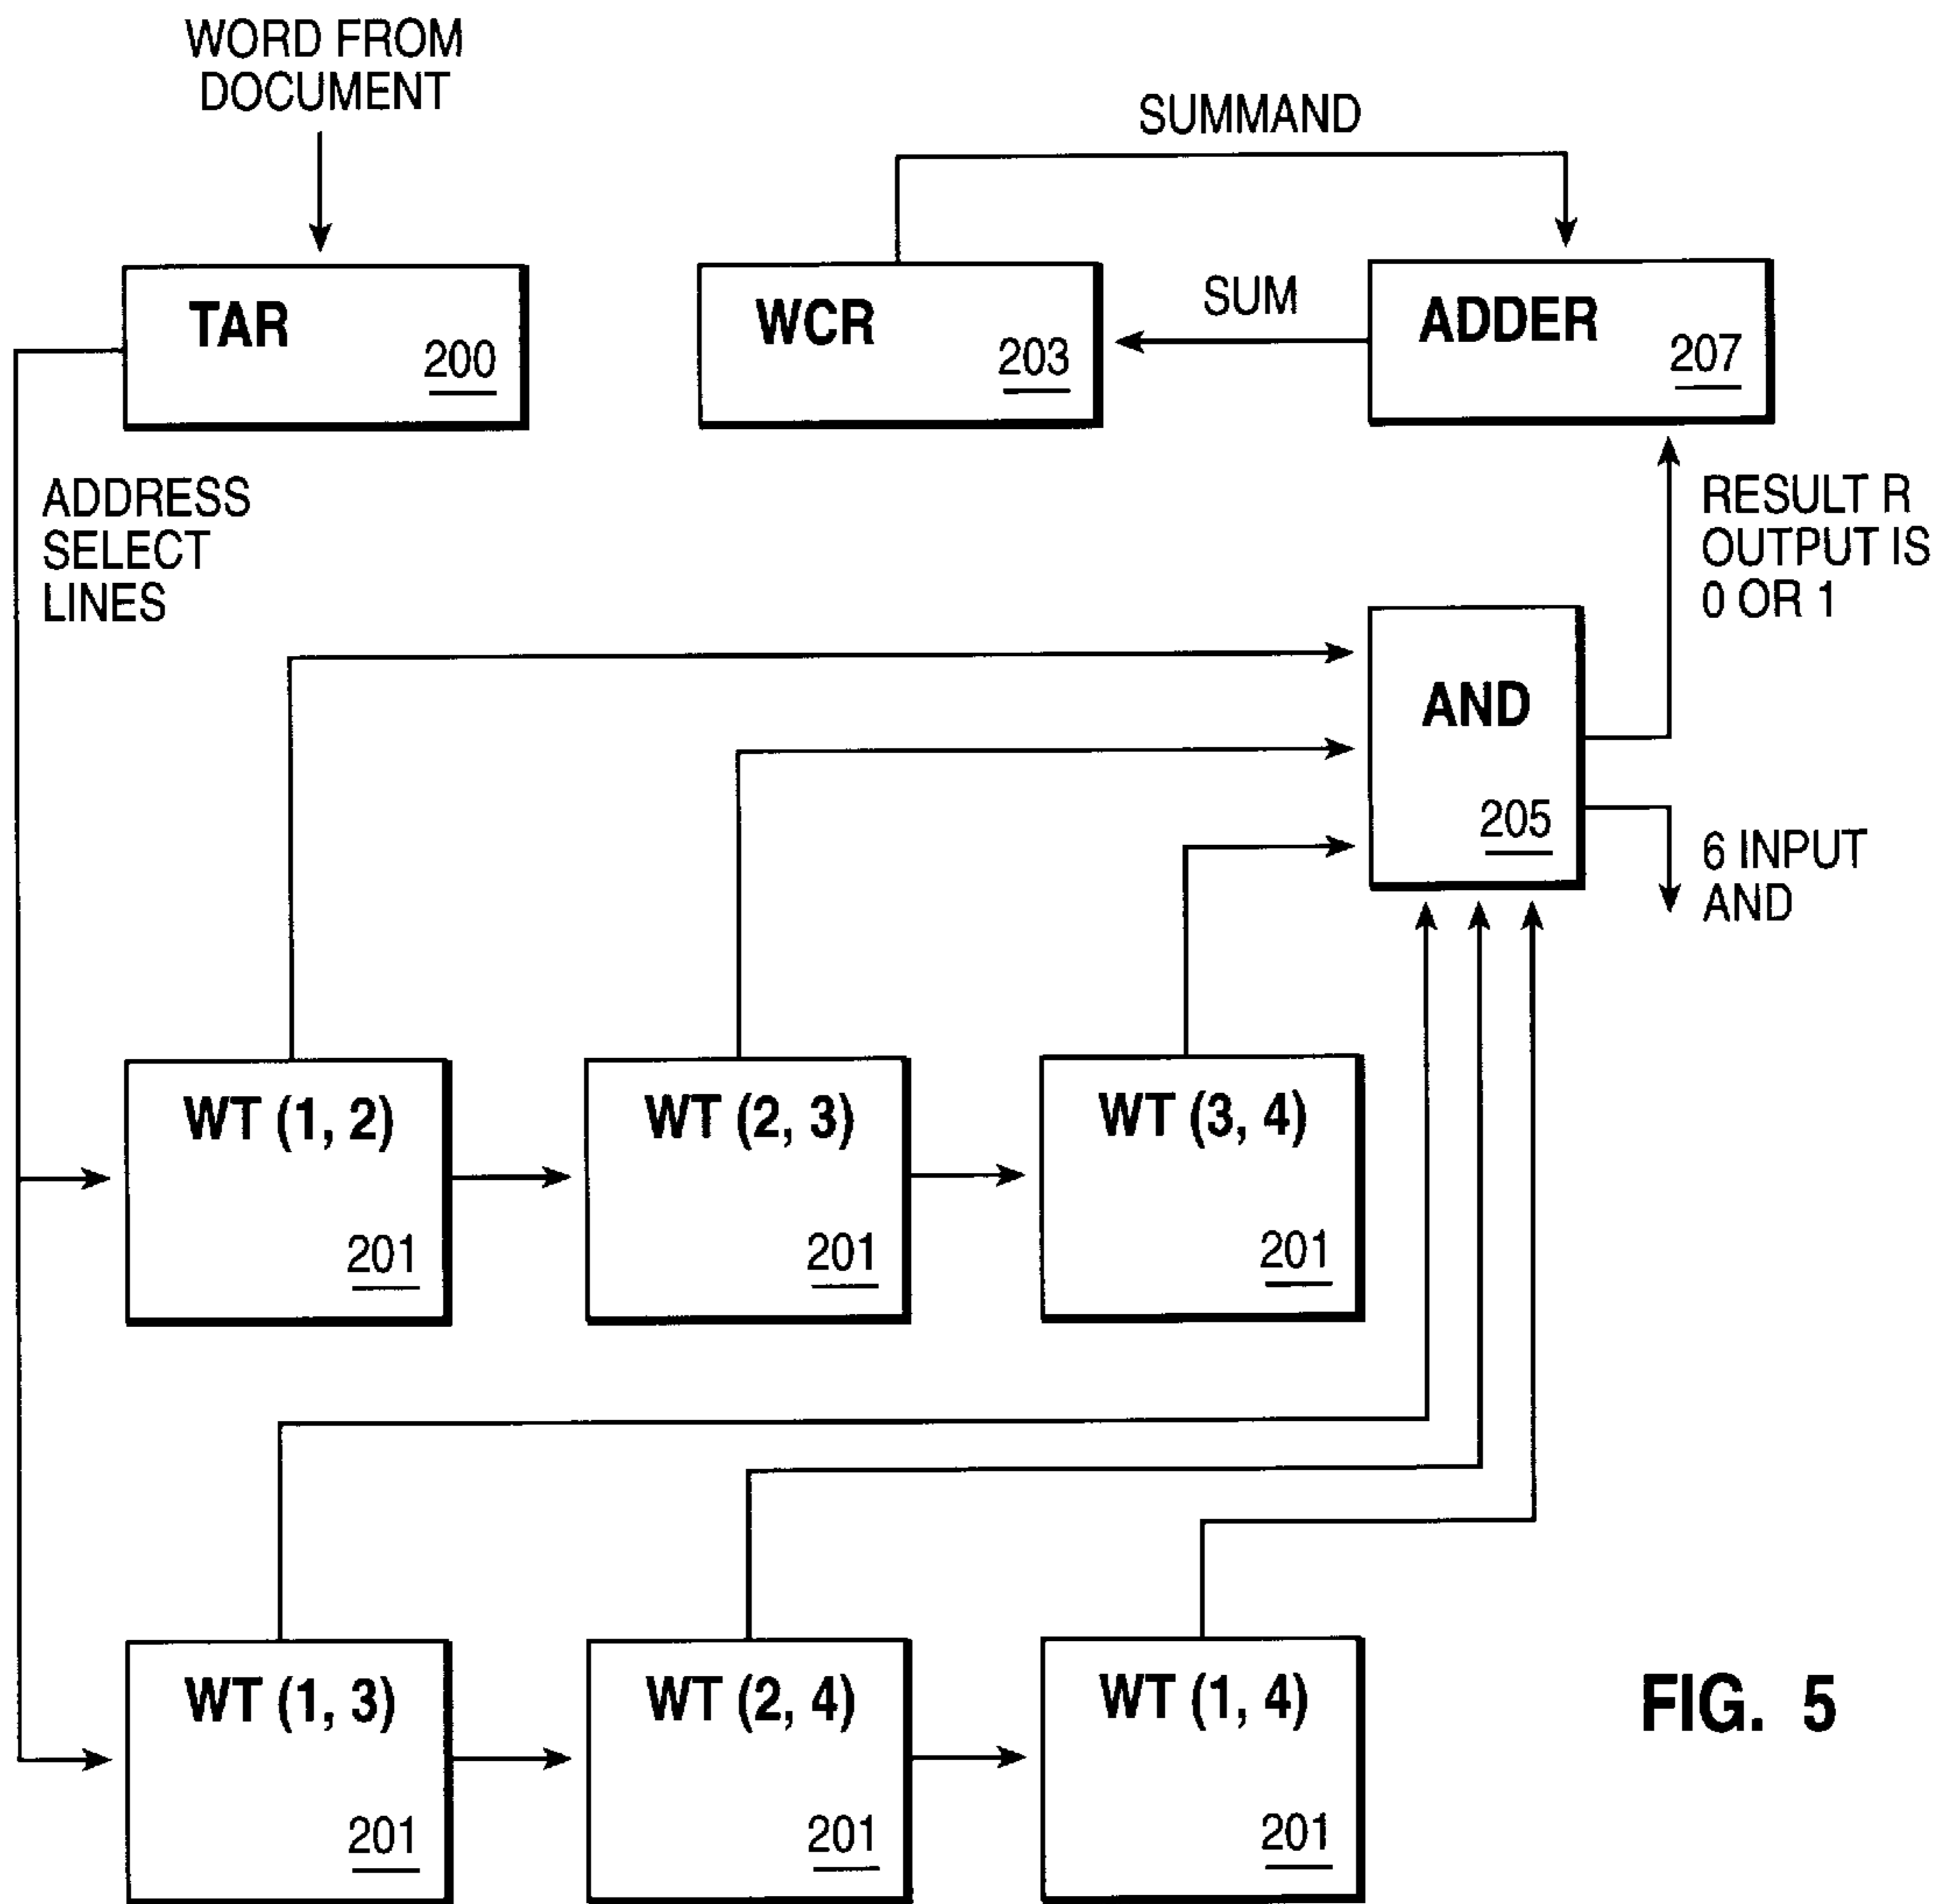 WORD FROM
DOCUMENT
SUMMAND
TAR
200
WCR
203
SUM
ADDER
207
ADDRESS
SELECT
LINES
RESULT R
OUTPUT IS
0 OR 1
AND
205
6 INPUT
AND
WT (1, 2)
201
WT (2, 3)
201
WT (3, 4)
201
WT (1, 3)
201
WT (2, 4)
201
WT (1, 4)
201
FIG. 5